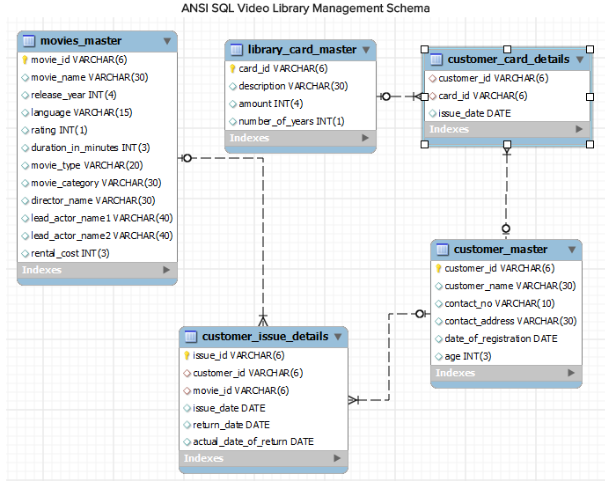 ANSI SQL Video Library Management Schema
movies_master
movie_id VARCHAR(6)
movie_name VARCHAR(30)
release_year INT(4)
language VARCHAR(15)
rating INT(1)
duration_in_minutes INT(3)
movie_type VARCHAR(20)
movie_category VARCHAR(30)
director_name VARCHAR(30)
lead_actor_name1 VARCHAR(40)
lead_actor_name2 VARCHAR(40)
rental_cost INT(3)
Indexes
library_card_master
card_id VARCHAR(6)
description VARCHAR(30)
amount INT(4)
number_of_years INT(1)
Indexes
customer_card_details
customer_id VARCHAR(6)
card_id VARCHAR(6)
issue_date DATE
Indexes
customer_master
customer_id VARCHAR(6)
customer_name VARCHAR(30)
contact_no VARCHAR(10)
contact_address VARCHAR(30)
date_of_registration DATE
age INT(3)
Indexes
customer_issue_details
issue_id VARCHAR(6)
customer_id VARCHAR(6)
movie_id VARCHAR(6)
issue_date DATE
return_date DATE
actual_date_of_return DATE
Indexes